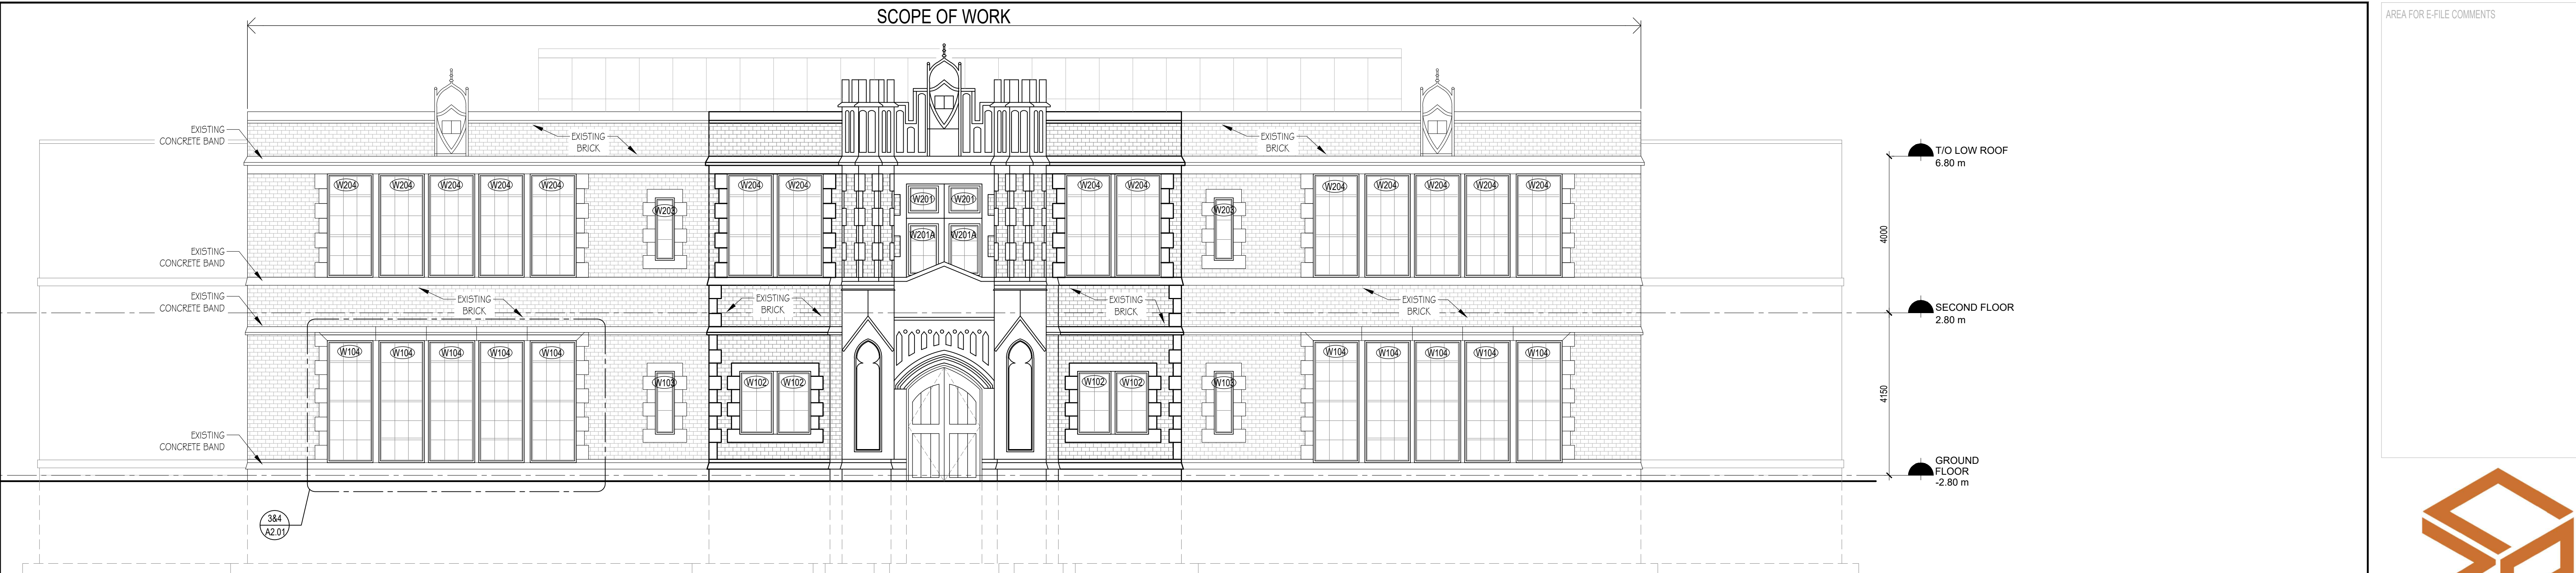 SCOPE OF WORK
AREA FOR E-FILE COMMENTS
EXISTING
CONCRETE BAND
EXISTING
BRICK
EXISTING
BRICK
T/O LOW ROOF
6.80 m
W204 W204 W204 W204 W204 W203 W204 W204 W201 W201 W204 W204 W203 W204 W204 W204 W204 W204
W201A W201A
4000
EXISTING
CONCRETE BAND
EXISTING
CONCRETE BAND
EXISTING
BRICK
EXISTING
BRICK
EXISTING
BRICK
EXISTING
BRICK
SECOND FLOOR
2.80 m
W104 W104 W104 W104 W104 W103 W102 W102 W102 W102 W103 W104 W104 W104 W104 W104
4150
EXISTING
CONCRETE BAND
GROUND
FLOOR
-2.80 m
3&4
A2.01